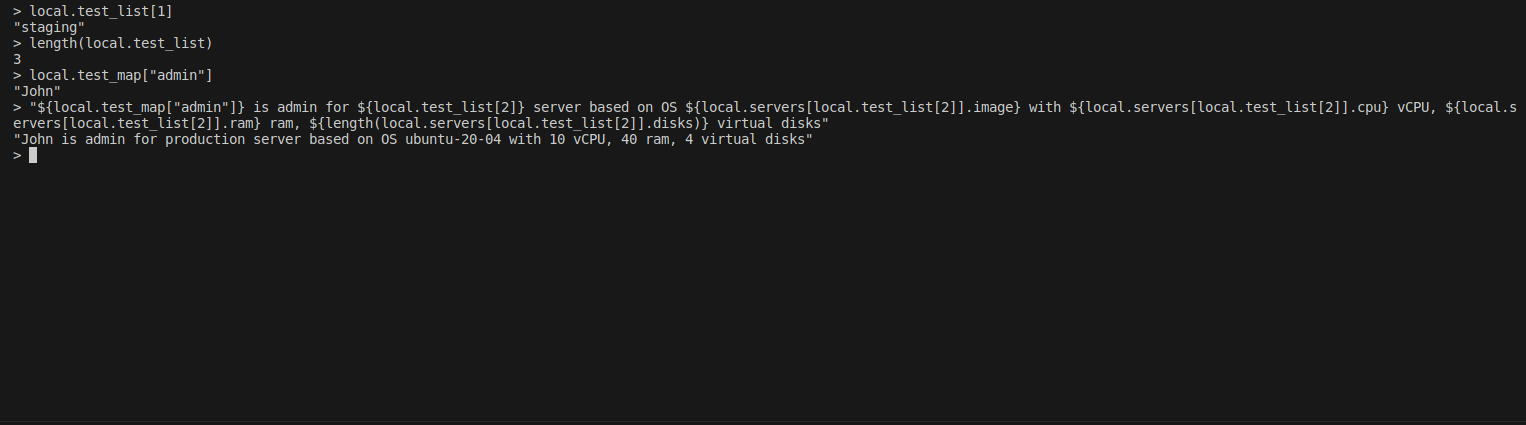 > local.test_list[1]
"staging"
> length(local.test_list)
3
> local.test_map["admin"]
"John"
> "${local.test_map["admin"]} is admin for ${local.test_list[2]} server based on OS ${local.servers[local.test_list[2]].image} with ${local.servers[local.test_list[2]].cpu} vCPU, ${local.s
ervers[local.test_list[2]].ram} ram, ${length(local.servers[local.test_list[2]].disks)} virtual disks"
"John is admin for production server based on OS ubuntu-20-04 with 10 vCPU, 40 ram, 4 virtual disks"
>